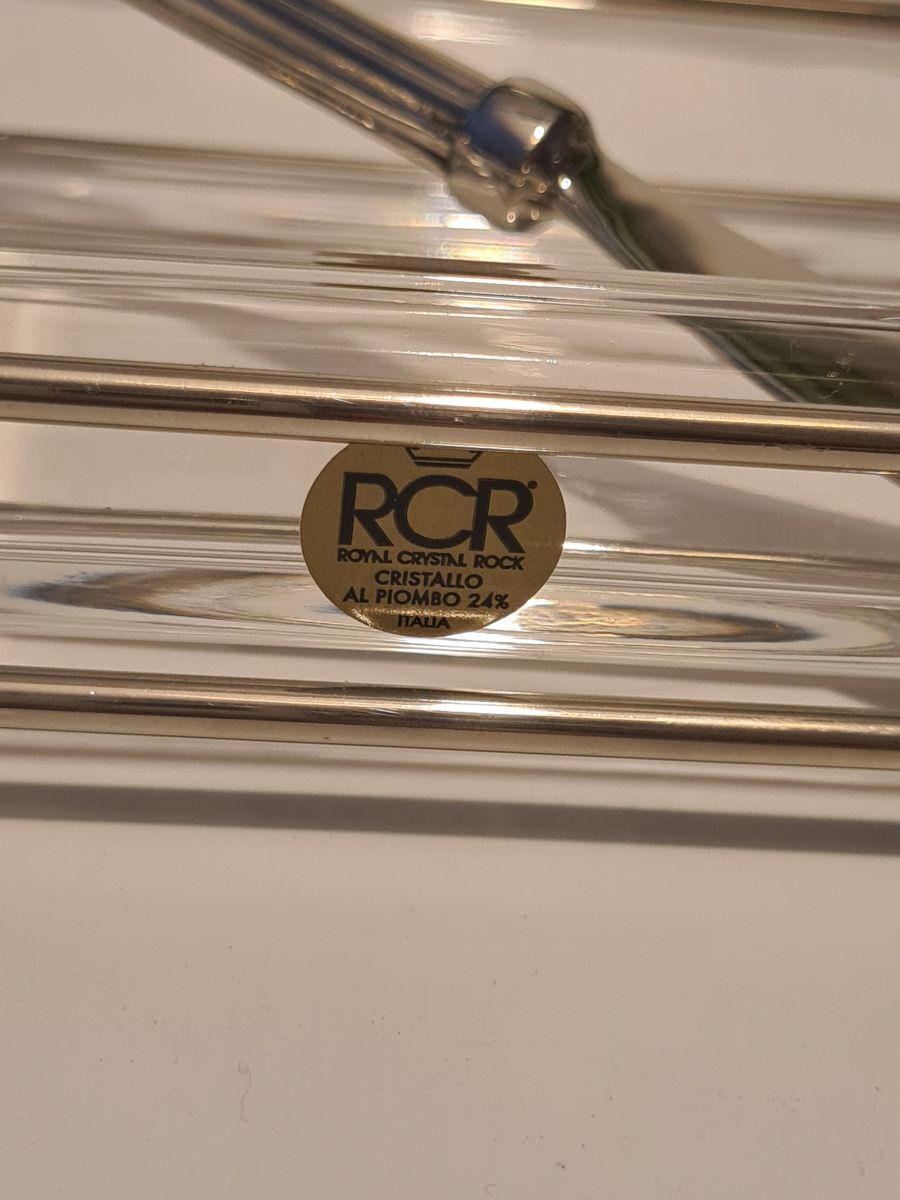 RCR®
ROYAL CRYSTAL ROCK
CRISTALLO
AL PIOMBO 24%
ITALIA